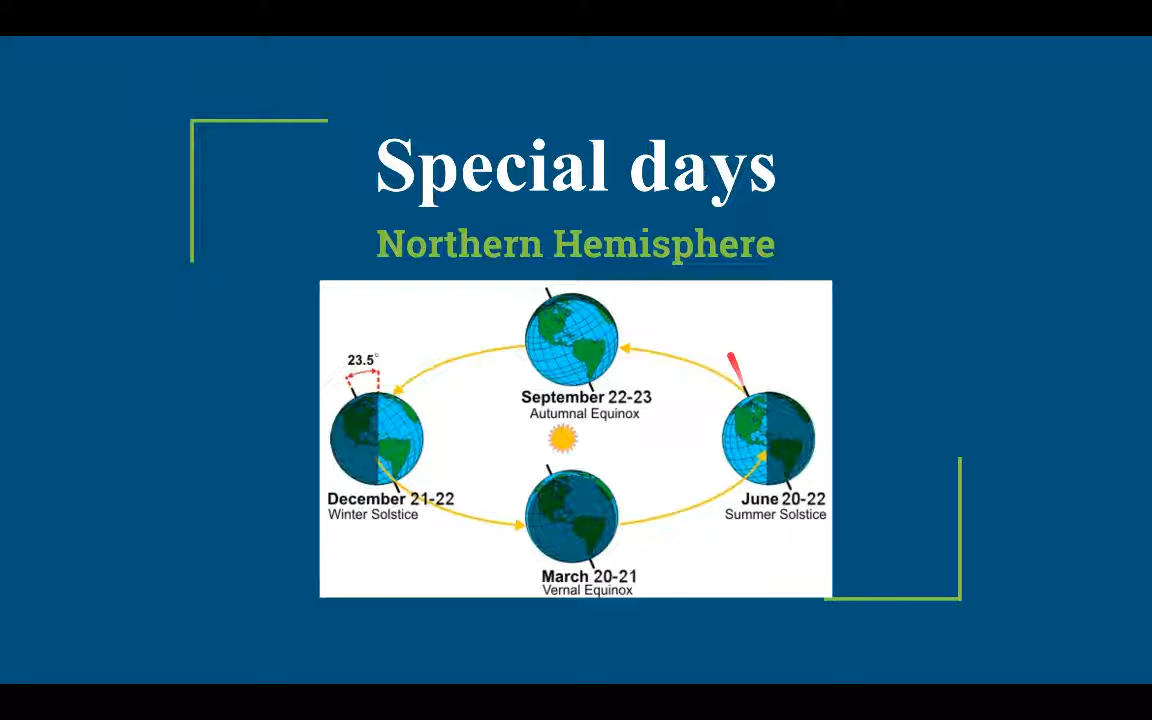 Special days
Northern Hemisphere
23.5°
September 22-23
Autumnal Equinox
December 21-22
Winter Solstice
June 20-22
Summer Solstice
March 20-21
Vernal Equinox